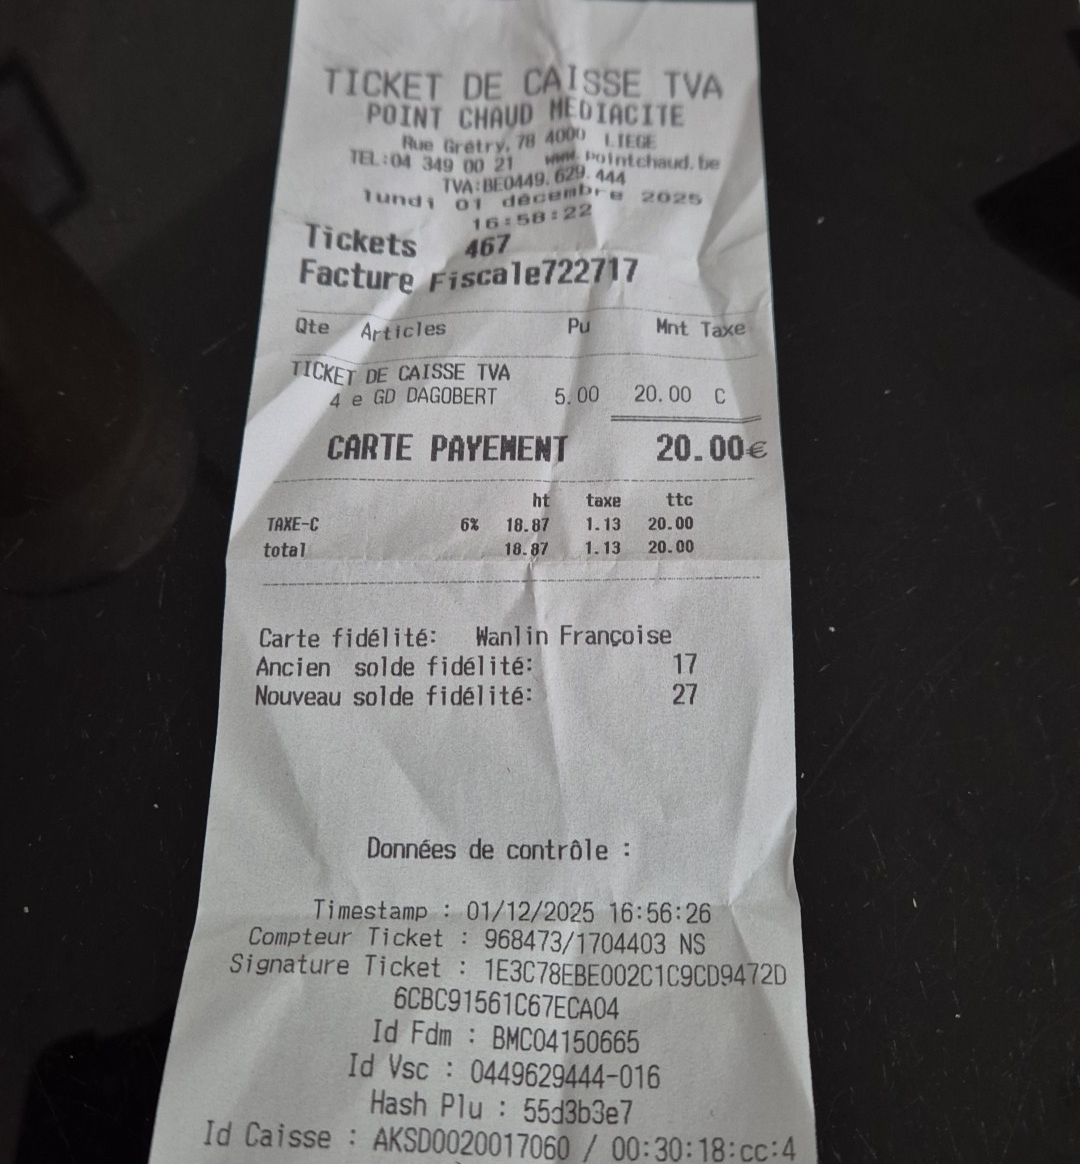 TICKET DE CAISSE TVA
POINT CHAUD MEDIACITE
Rue Grétry, 78 4000 LIEGE
TEL:04 349 00 21 www.pointchaud.be
TVA:BE0449.629.444
lundi 01 décembre 2025
16:58:22
Tickets 467
Facture Fiscale722717
Qte Articles Pu Mnt Taxe
TICKET DE CAISSE TVA
4 e GD DAGOBERT 5.00 20.00 C
CARTE PAYEMENT 20.00€
ht taxe ttc
TAXE-C 6% 18.87 1.13 20.00
total 18.87 1.13 20.00
Carte fidélité: Wanlin Françoise
Ancien solde fidélité: 17
Nouveau solde fidélité: 27
Données de contrôle :
Timestamp : 01/12/2025 16:56:26
Compteur Ticket : 968473/1704403 NS
Signature Ticket : 1E3C78EBE002C1C9CD9472D
6CBC91561C67ECA04
Id Fdm : BMC04150665
Id Vsc : 0449629444-016
Hash Plu : 55d3b3e7
Id Caisse : AKSD0020017060 / 00:30:18:cc:4